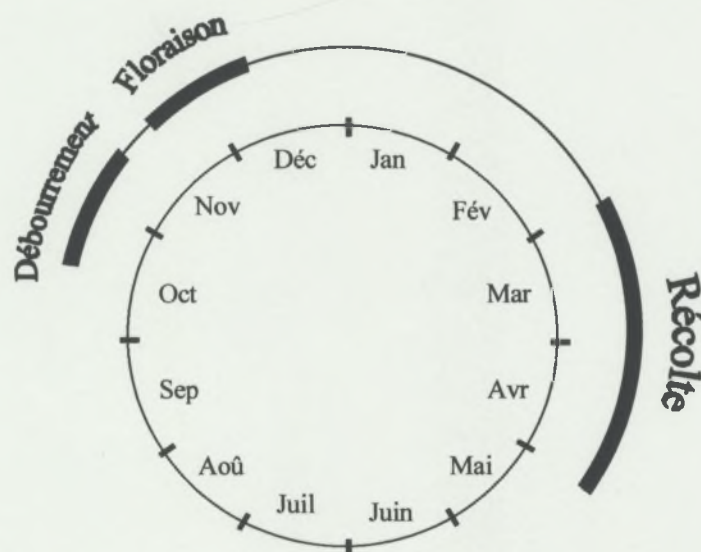 Floraison
Débourrement
Récolte
Déc
Jan
Nov
Fév
Oct
Mar
Sep
Avr
Aoû
Mai
Juil
Juin